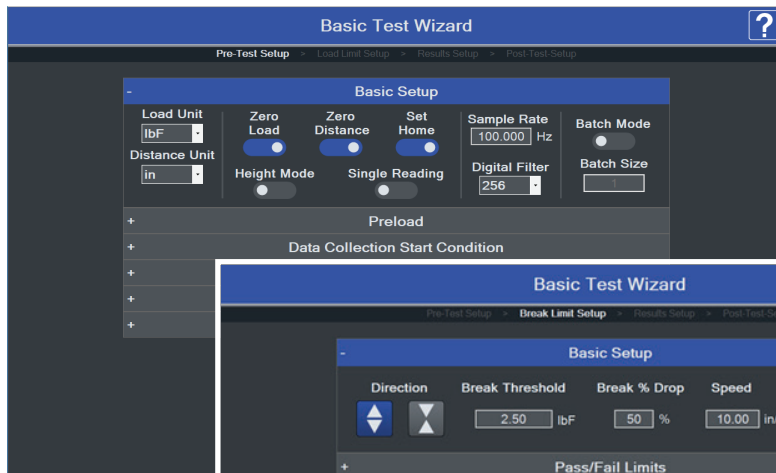 Basic Test Wizard
?
Pre-Test Setup > Load Limit Setup > Results Setup > Post-Test-Setup
- Basic Setup
Load Unit
lbF
Distance Unit
in
Zero Load
Zero Distance
Set Home
Height Mode
Single Reading
Sample Rate
100.000 Hz
Digital Filter
256
Batch Mode
Batch Size
1
+ Preload
+ Data Collection Start Condition
+
+
+
Basic Test Wizard
Pre-Test Setup > Break Limit Setup > Results Setup > Post-Test-S
- Basic Setup
Direction
Break Threshold
2.50 lbF
Break % Drop
50 %
Speed
10.00 in/
+ Pass/Fail Limits